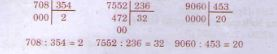 708 354 7552 236 9060 453
000 2 472 32 0000 20
00
708 : 354 = 2 7552 : 236 = 32 9060 : 453 = 20